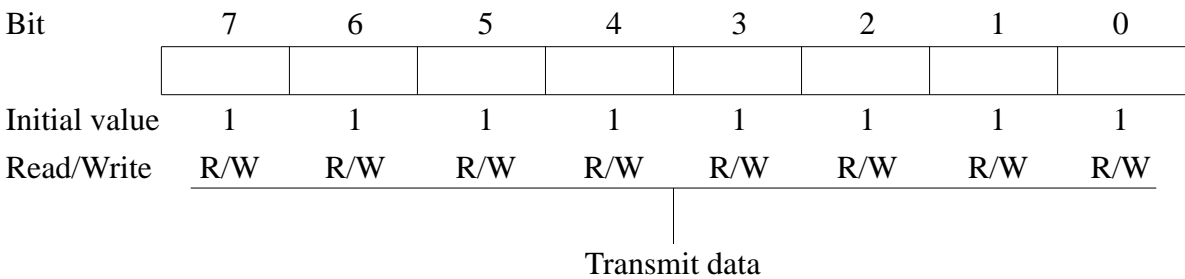 Bit 7 6 5 4 3 2 1 0
Initial value 1 1 1 1 1 1 1 1
Read/Write R/W R/W R/W R/W R/W R/W R/W R/W
Transmit data